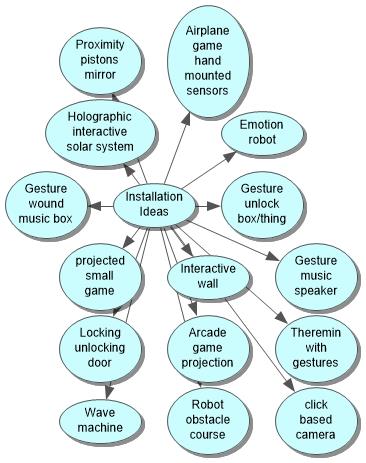 Proximity
pistons
mirror
Airplane
game
hand
mounted
sensors
Holographic
interactive
solar system
Emotion
robot
Gesture
wound
music box
Installation
Ideas
Gesture
unlock
box/thing
projected
small
game
Interactive
wall
Gesture
music
speaker
Locking
unlocking
door
Arcade
game
projection
Theremin
with
gestures
Wave
machine
Robot
obstacle
course
click
based
camera